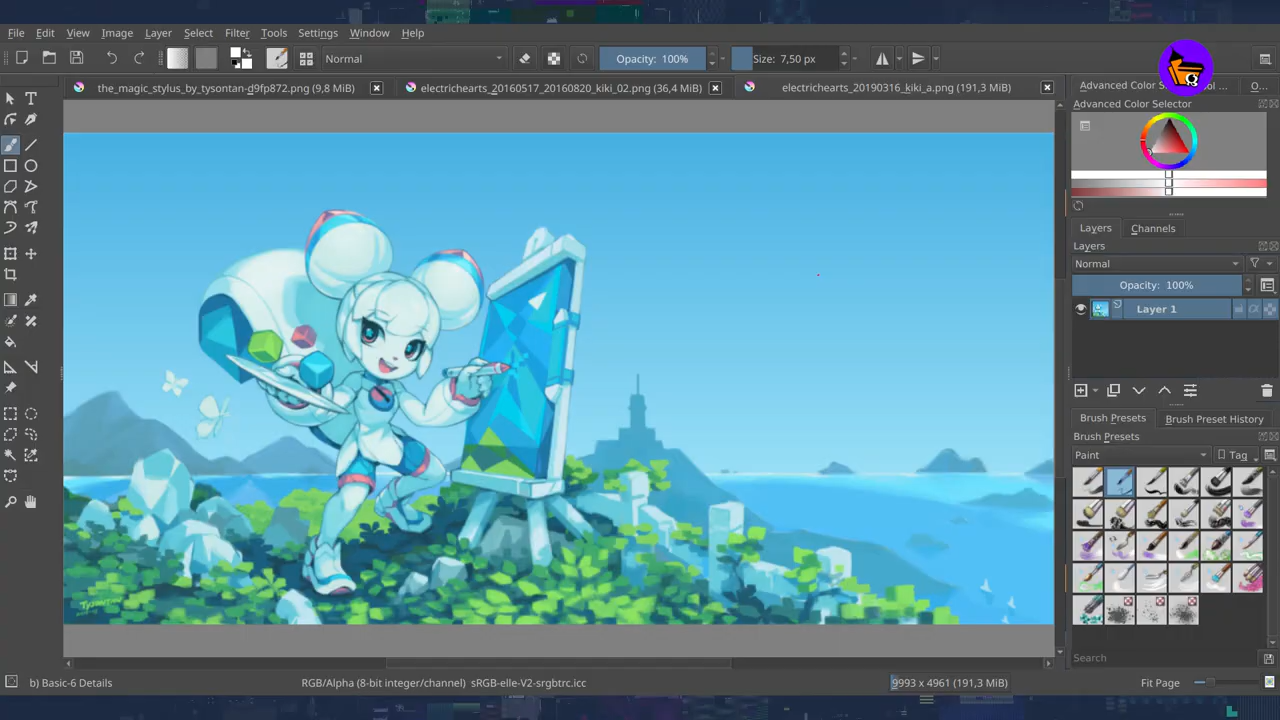 File Edit View Image Layer Select Filter Tools Settings Window Help
Normal
Opacity: 100%
Size: 7,50 px
the_magic_stylus_by_tysontan-d9fp872.png (9,8 MiB)
electrichearts_20160517_20160820_kiki_02.png (36,4 MiB)
electrichearts_20190316_kiki_a.png (191,3 MiB)
Advanced Color Selector
O...
Advanced Color Selector
Layers Channels
Layers
Normal
Opacity: 100%
Layer 1
Brush Presets Brush Preset History
Brush Presets
Paint
Tag
Search
TYSONTAN
b) Basic-6 Details
RGB/Alpha (8-bit integer/channel) sRGB-elle-V2-srgbtrc.icc
9993 x 4961 (191,3 MiB)
Fit Page